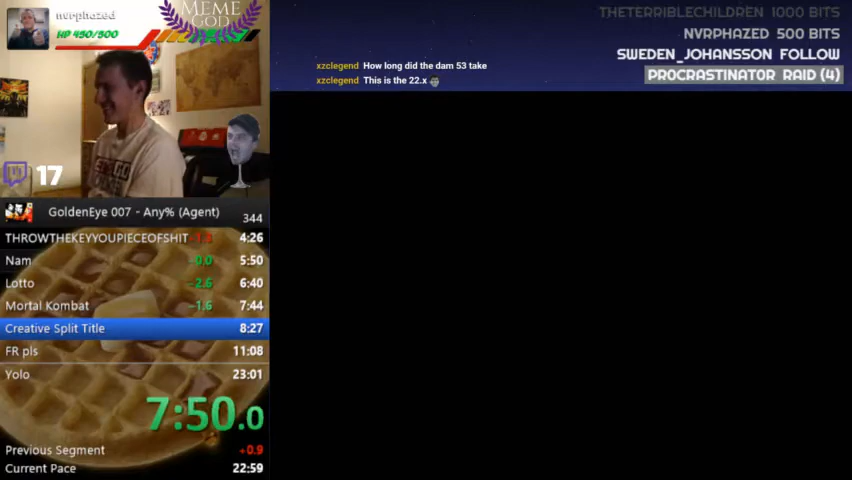 nvrphazed
HP 450/500
MEME
GOD
17
THETERRIBLECHILDREN 1000 BITS
NVRPHAZED 500 BITS
SWEDEN_JOHANSSON FOLLOW
PROCRASTINATOR RAID (4)
xzclegend How long did the dam 53 take
xzclegend This is the 22.x
GoldenEye 007 - Any% (Agent)
344
THROWTHEKEYYOUPIECEOFSHIT -1.3 4:26
Nam -0.0 5:50
Lotto -2.6 6:40
Mortal Kombat -1.6 7:44
Creative Split Title 8:27
FR pls 11:08
Yolo 23:01
7:50.0
Previous Segment +0.9
Current Pace 22:59